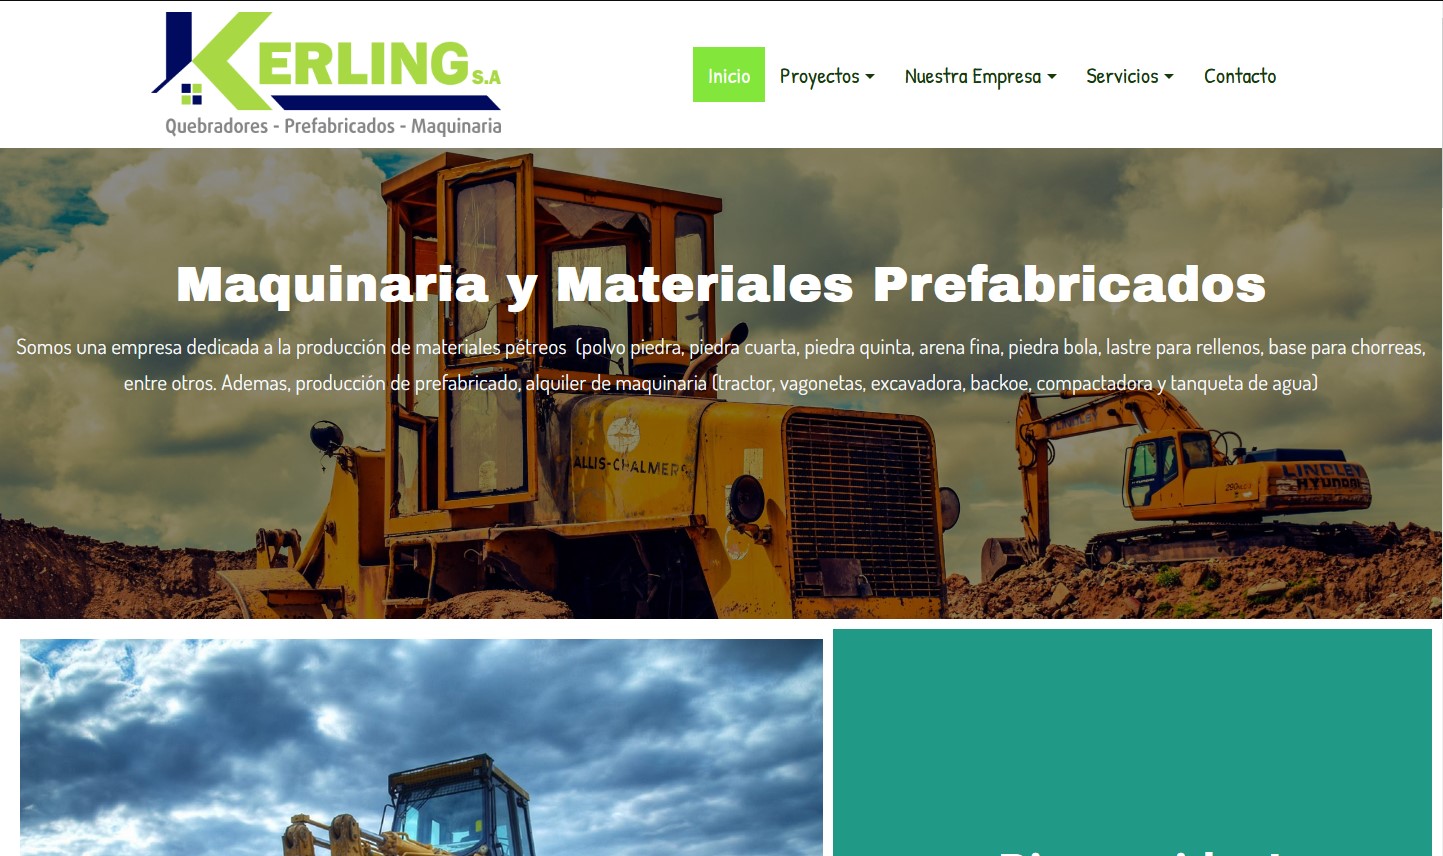 KERLING S.A
Quebradores - Prefabricados - Maquinaria
Inicio Proyectos Nuestra Empresa Servicios Contacto
Maquinaria y Materiales Prefabricados
Somos una empresa dedicada a la producción de materiales pétreos (polvo piedra, piedra cuarta, piedra quinta, arena fina, piedra bola, lastre para rellenos, base para chorreas,
entre otros. Ademas, producción de prefabricado, alquiler de maquinaria (tractor, vagonetas, excavadora, backoe, compactadora y tanqueta de agua)
ALLIS-CHALMERS
LINDLEY
HYUNDAI